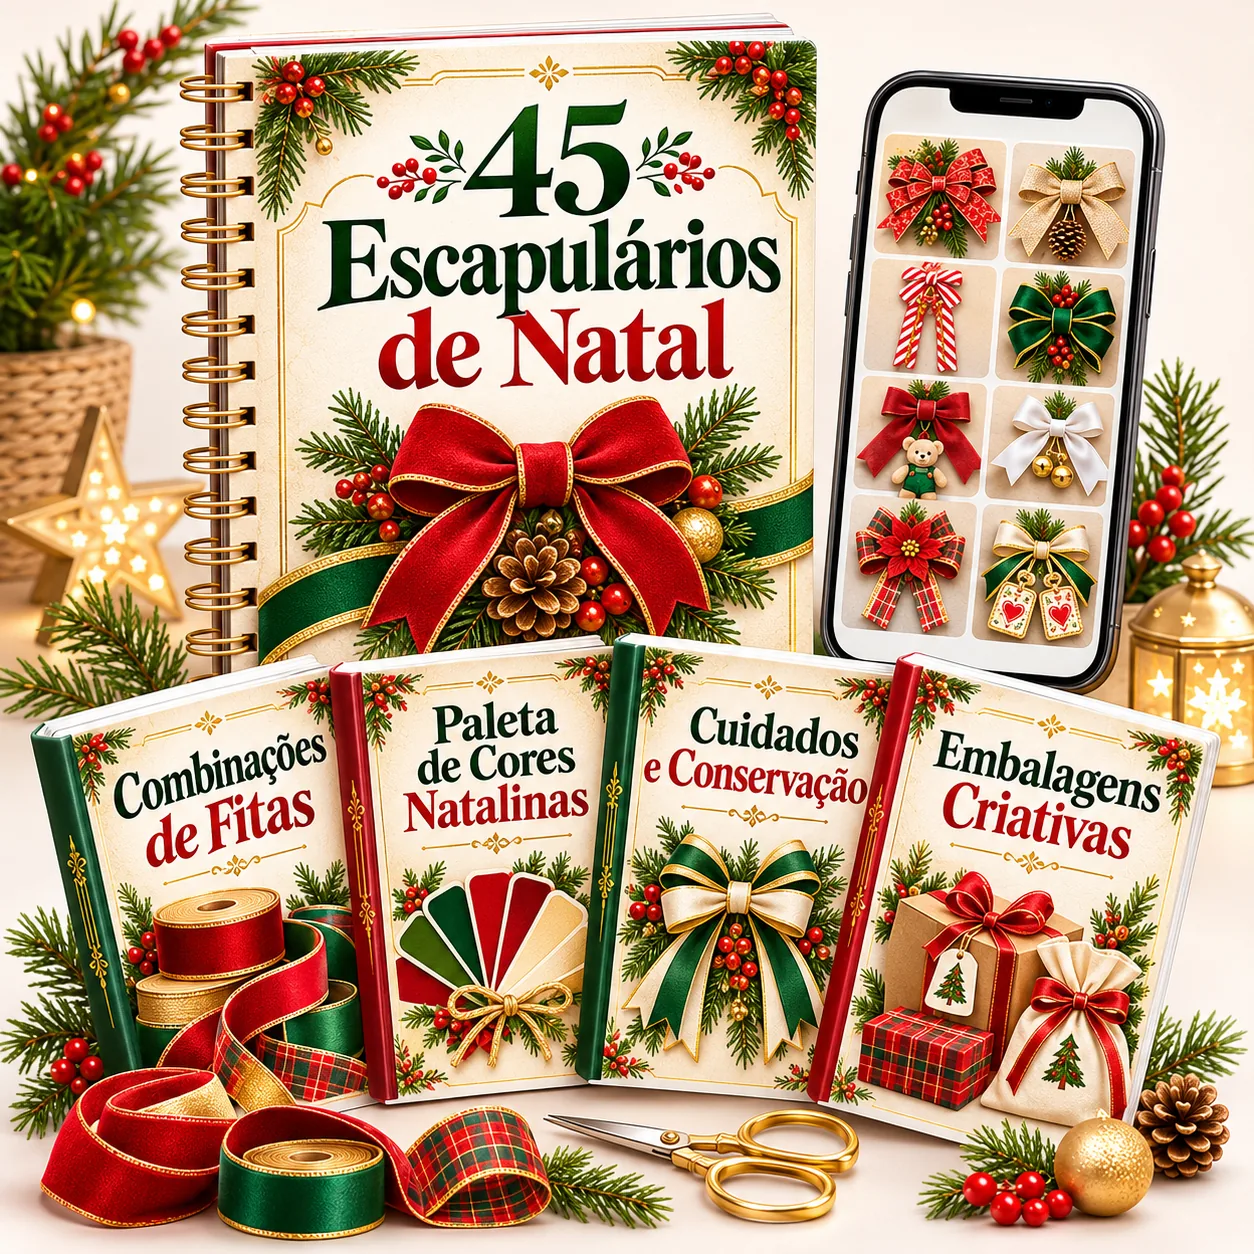 45
Escapulários
de Natal
Combinações
de Fitas
Paleta
de Cores
Natalinas
Cuidados
e Conservação
Embalagens
Criativas